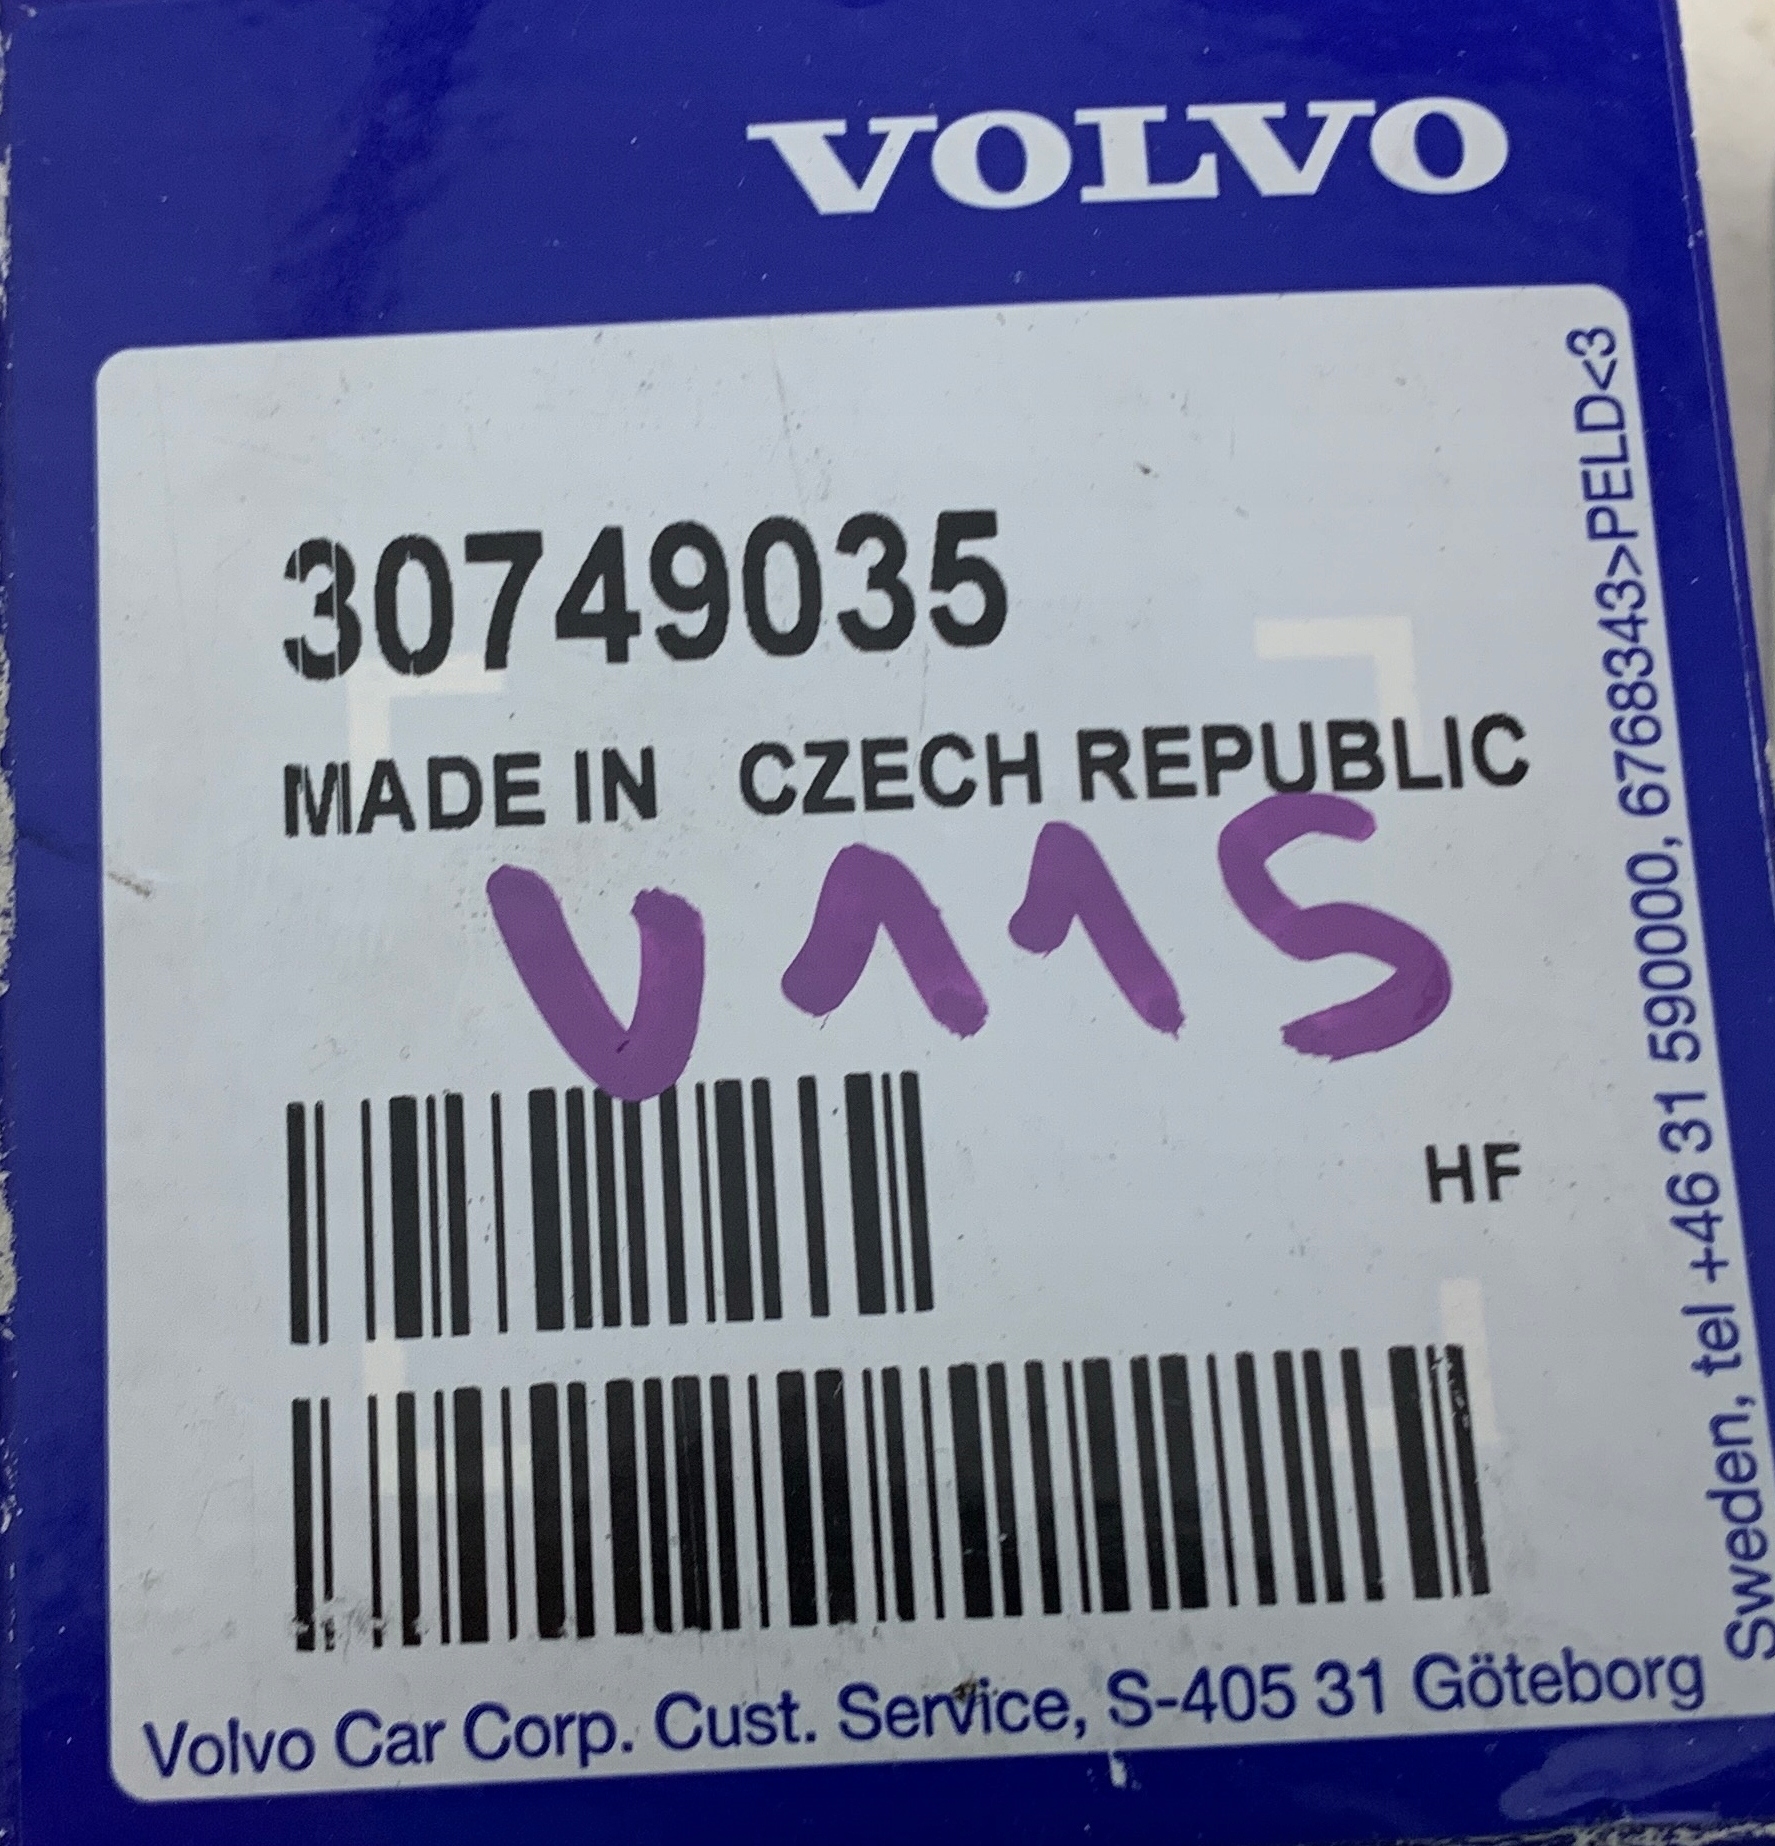 VOLVO
30749035
MADE IN CZECH REPUBLIC
V115
HF
Volvo Car Corp. Cust. Service, S-405 31 Göteborg
Sweden, tel +46 31 590000, 6768343>PELD<3